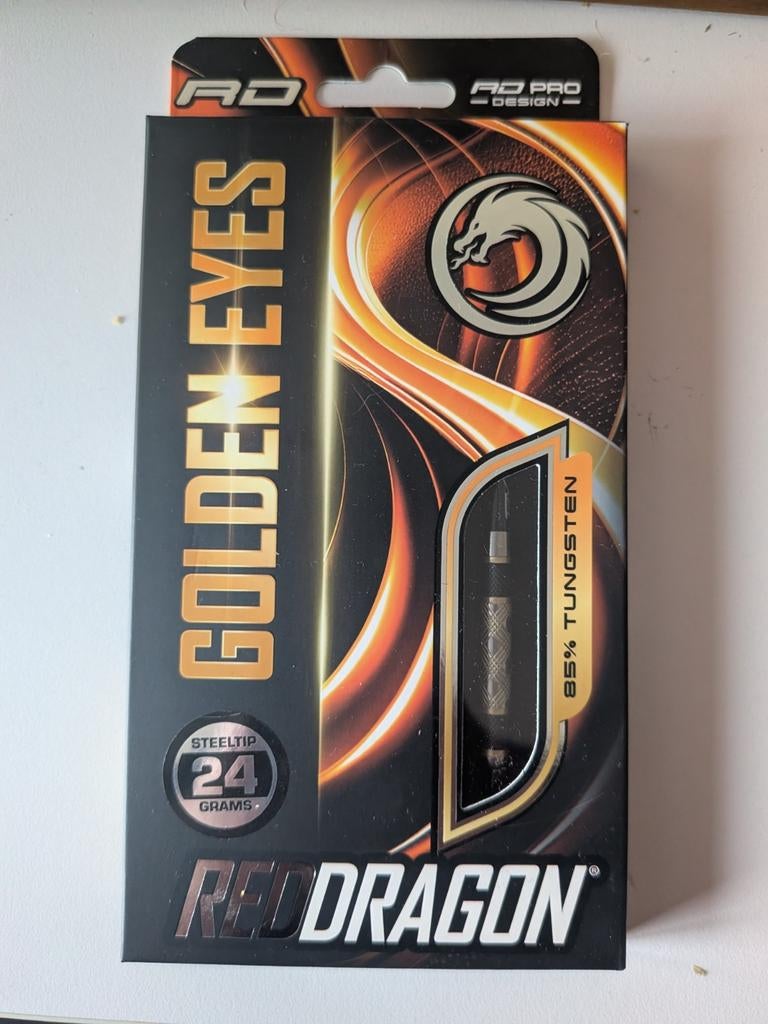 RD
RD PRO
DESIGN
GOLDEN EYES
85% TUNGSTEN
STEELTIP
24
GRAMS
REDDRAGON®